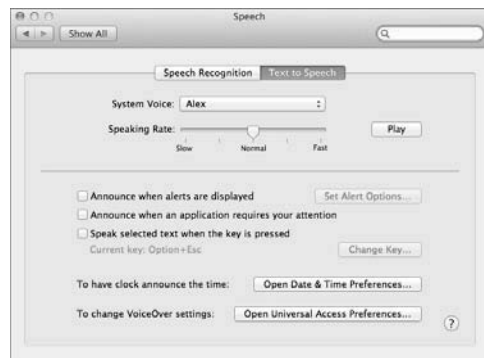 Speech
Show All
Speech Recognition Text to Speech
System Voice: Alex
Speaking Rate: Play
Slow Normal Fast
Announce when alerts are displayed Set Alert Options...
Announce when an application requires your attention
Speak selected text when the key is pressed
Current key: Option+Esc Change Key...
To have clock announce the time: Open Date & Time Preferences...
To change VoiceOver settings: Open Universal Access Preferences...
?